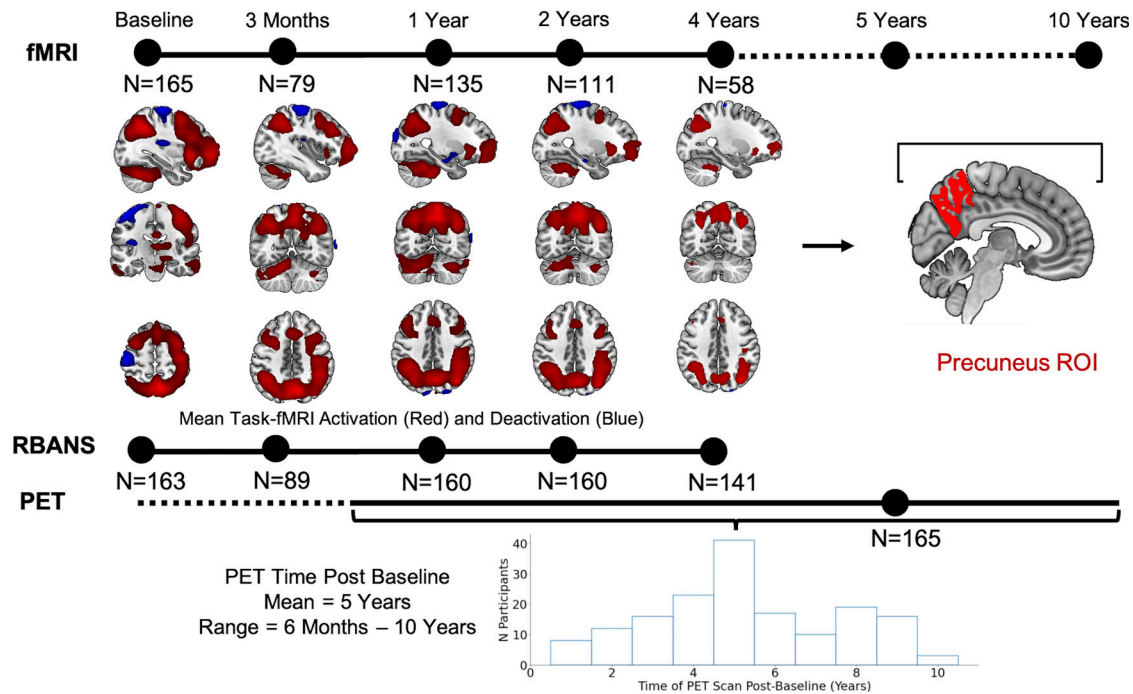 Baseline 3 Months 1 Year 2 Years 4 Years 5 Years 10 Years
fMRI
N=165 N=79 N=135 N=111 N=58
Precuneus ROI
Mean Task-fMRI Activation (Red) and Deactivation (Blue)
RBANS
N=163 N=89 N=160 N=160 N=141
PET
N=165
PET Time Post Baseline
Mean = 5 Years
Range = 6 Months – 10 Years
N Participants
40
30
20
10
0
0 2 4 6 8 10
Time of PET Scan Post-Baseline (Years)